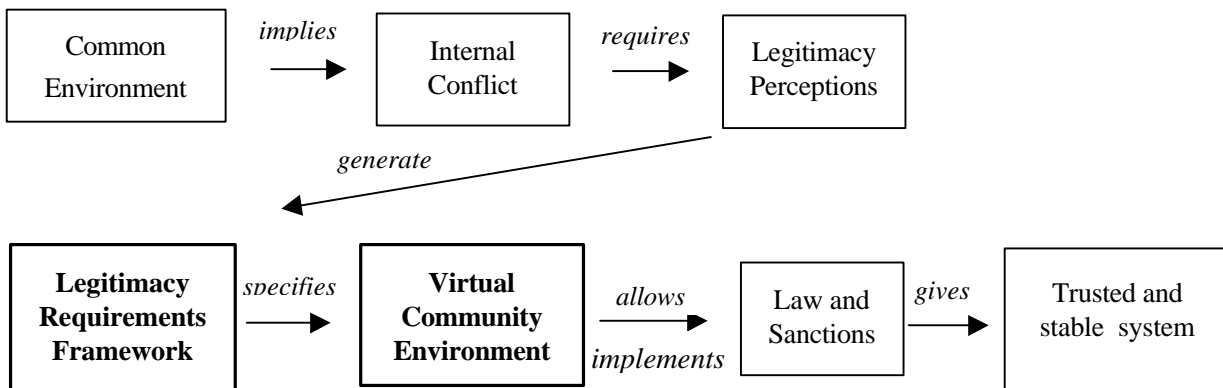 Common
Environment
implies
Internal
Conflict
requires
Legitimacy
Perceptions
generate
Legitimacy
Requirements
Framework
specifies
Virtual
Community
Environment
allows
implements
Law and
Sanctions
gives
Trusted and
stable system